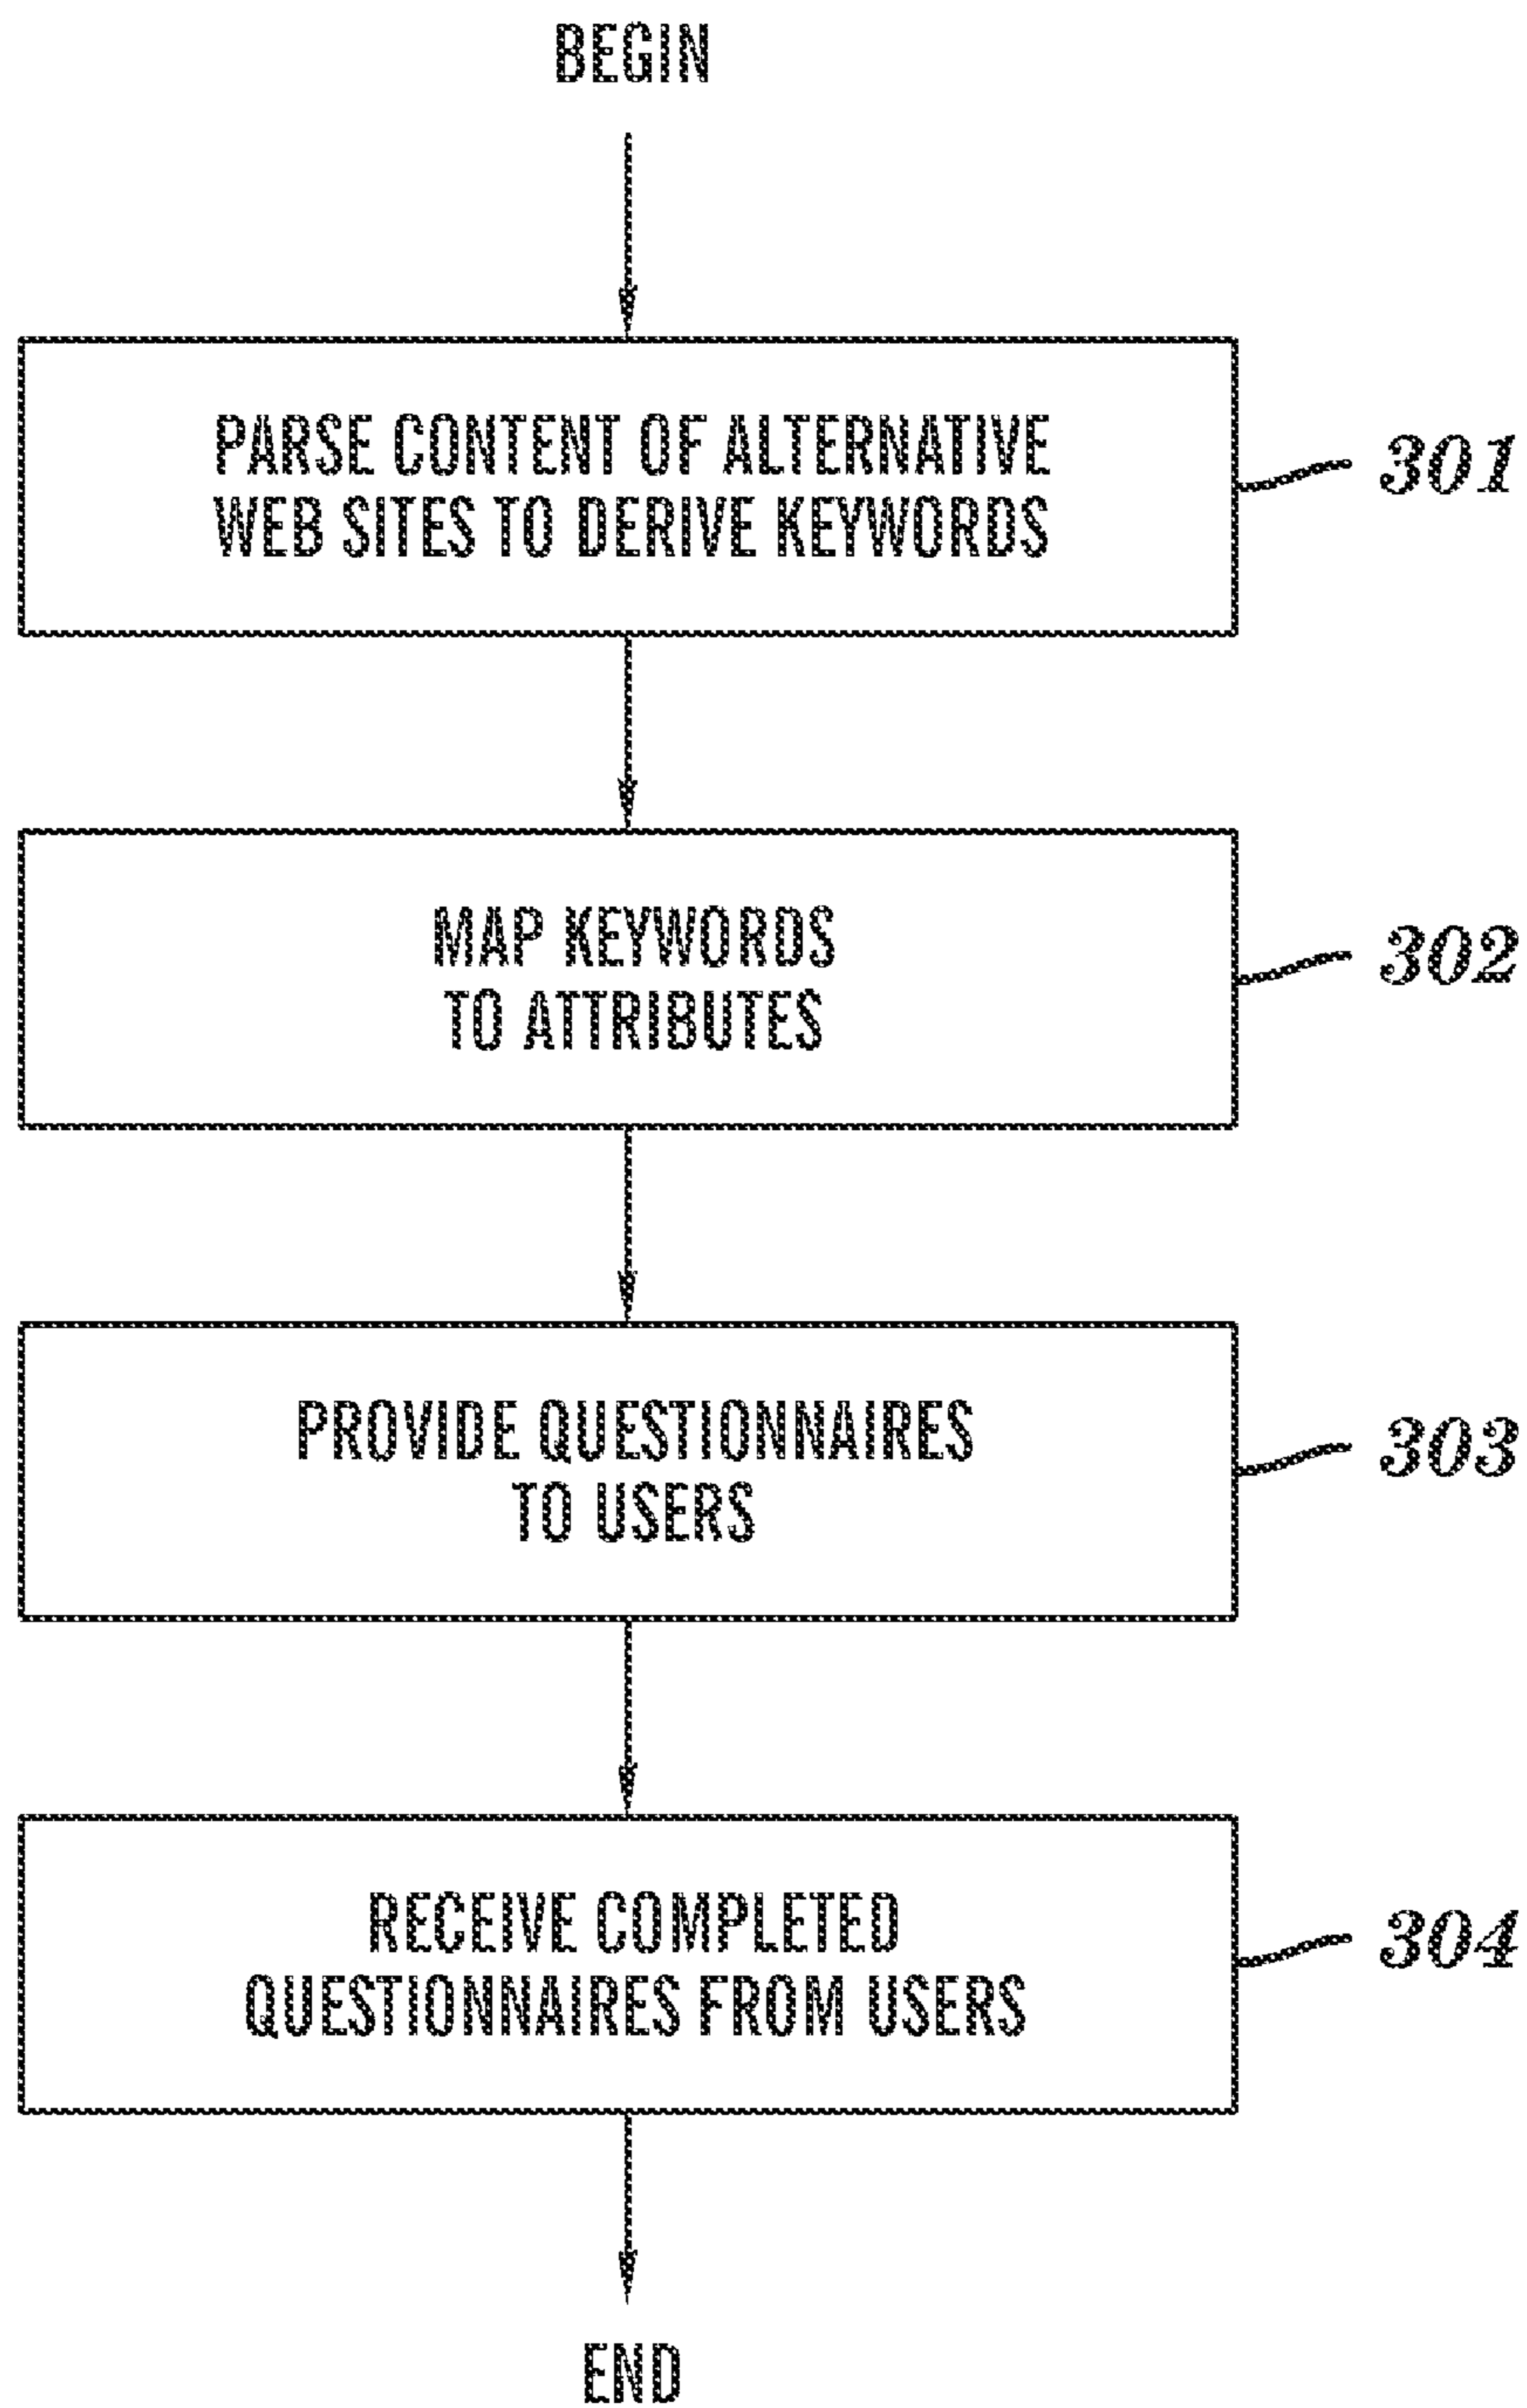 BEGIN
PARSE CONTENT OF ALTERNATIVE
WEB SITES TO DERIVE KEYWORDS
301
MAP KEYWORDS
TO ATTRIBUTES
302
PROVIDE QUESTIONNAIRES
TO USERS
303
RECEIVE COMPLETED
QUESTIONNAIRES FROM USERS
304
END